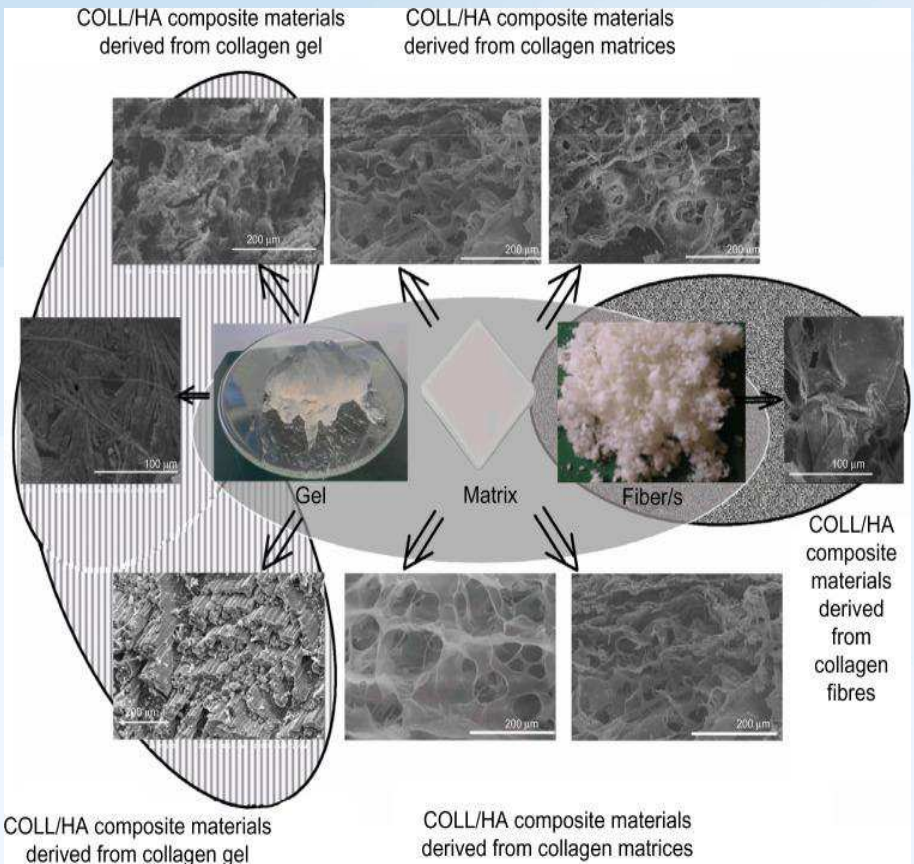 COLL/HA composite materials
derived from collagen gel
COLL/HA composite materials
derived from collagen matrices
200 µm
200 µm
200 µm
100 µm
Gel
Matrix
Fiber/s
100 µm
COLL/HA
composite
materials
derived
from
collagen
fibres
200 µm
200 µm
200 µm
COLL/HA composite materials
derived from collagen gel
COLL/HA composite materials
derived from collagen matrices